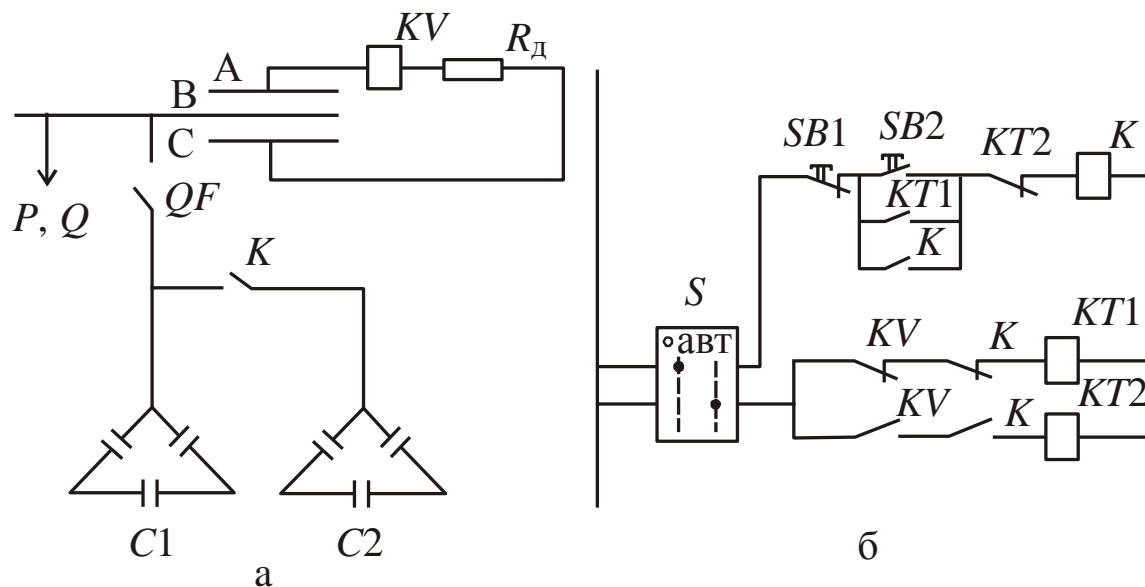 KV
Rд
A
B
C
QF
P, Q
K
C1
C2
а
SB1
SB2
KT2
K
KT1
K
S
авт
KV
K
KT1
KV
K
KT2
б